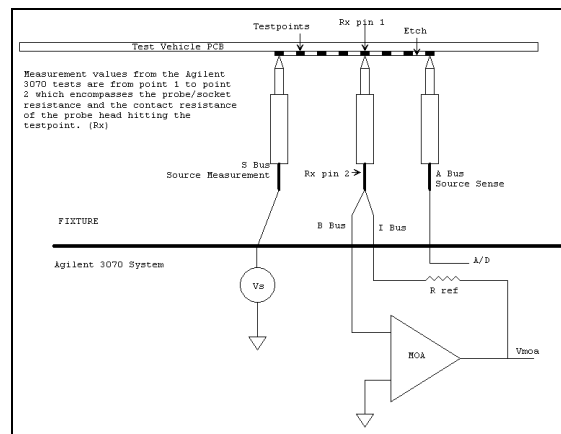 Testpoints
Rx pin 1
Etch
Test Vehicle PCB
Measurement values from the Agilent
3070 tests are from point 1 to point
2 which encompasses the probe/socket
resistance and the contact resistance
of the probe head hitting the
testpoint. (Rx)
S Bus
Source Measurement
Rx pin 2
A Bus
Source Sense
FIXTURE
B Bus
I Bus
Agilent 3070 System
A/D
Vs
R ref
MOA
Vmoa